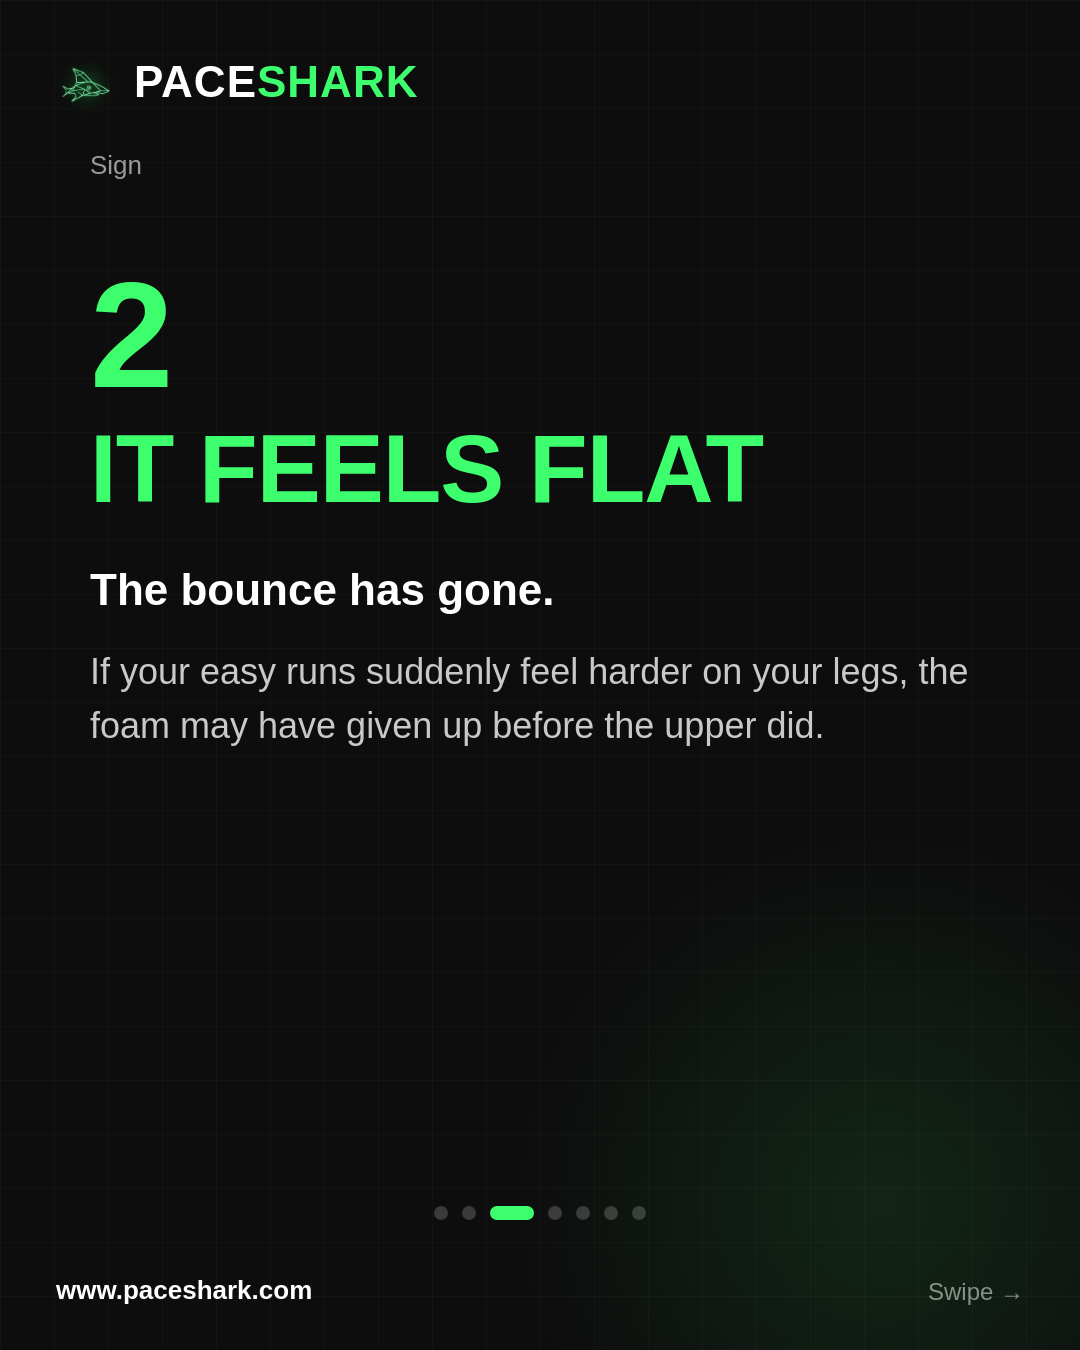 PACESHARK
Sign
2
IT FEELS FLAT
The bounce has gone.
If your easy runs suddenly feel harder on your legs, the
foam may have given up before the upper did.
www.paceshark.com
Swipe →